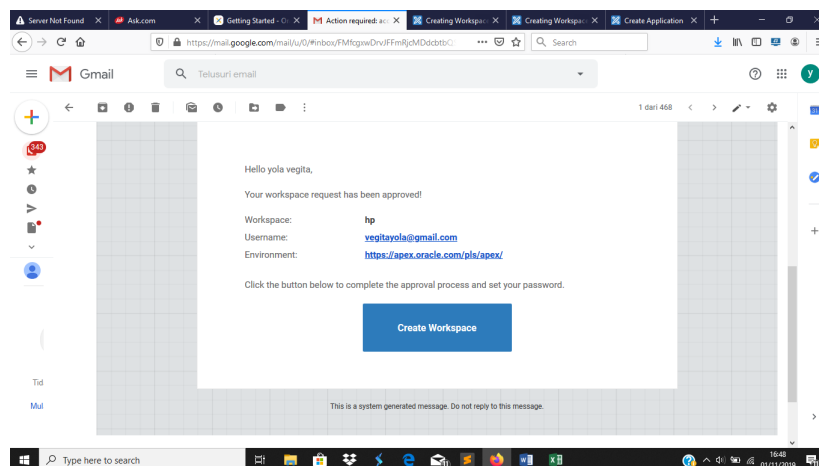 Server Not Found
Ask.com
Getting Started - Or
Action required: acc
Creating Workspac
Creating Workspac
Create Application
https://mail.google.com/mail/u/0/#inbox/FMfcgxwDrvJFFmRjcMDdcbtbC
Search
Gmail
Telusuri email
y
1 dari 468
31
343
Hello yola vegita,
Your workspace request has been approved!
Workspace: hp
Username: vegitayola@gmail.com
Environment: https://apex.oracle.com/pls/apex/
Click the button below to complete the approval process and set your password.
Create Workspace
Tid
Mul
This is a system generated message. Do not reply to this message.
Type here to search
16:48
01/11/2019